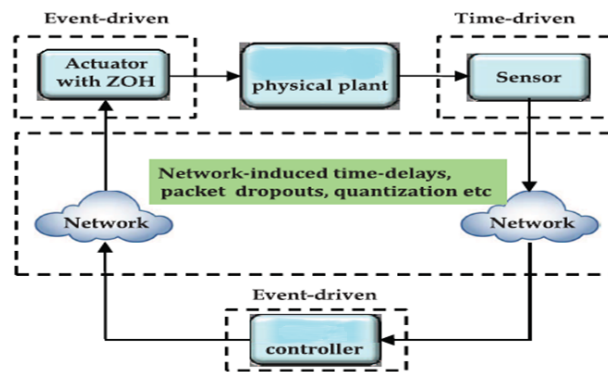 Event-driven
Time-driven
Actuator
with ZOH
physical plant
Sensor
Network-induced time-delays,
packet dropouts, quantization etc
Network
Network
Event-driven
controller